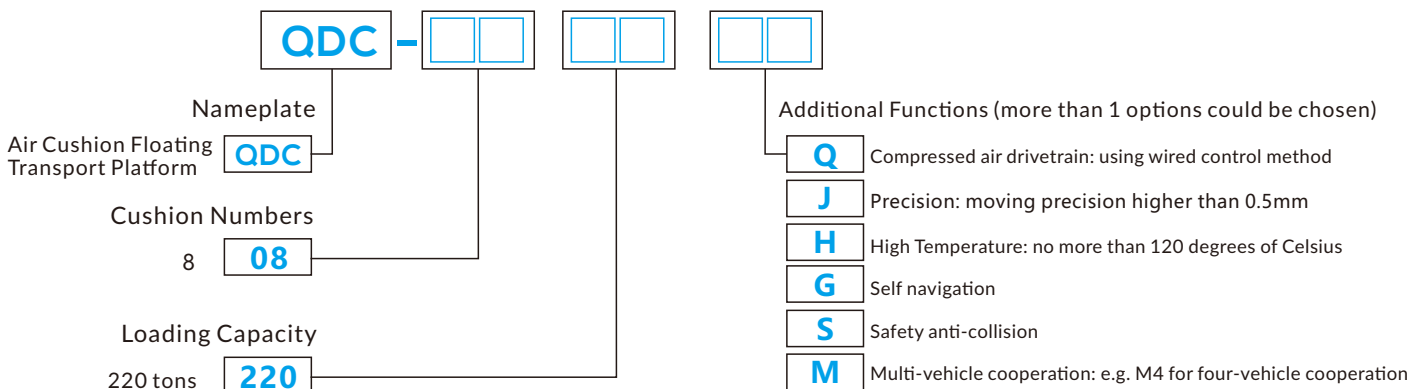 QDC-
Nameplate
Air Cushion Floating
Transport Platform
QDC
Cushion Numbers
8 08
Loading Capacity
220 tons 220
Additional Functions (more than 1 options could be chosen)
Q Compressed air drivetrain: using wired control method
J Precision: moving precision higher than 0.5mm
H High Temperature: no more than 120 degrees of Celsius
G Self navigation
S Safety anti-collision
M Multi-vehicle cooperation: e.g. M4 for four-vehicle cooperation